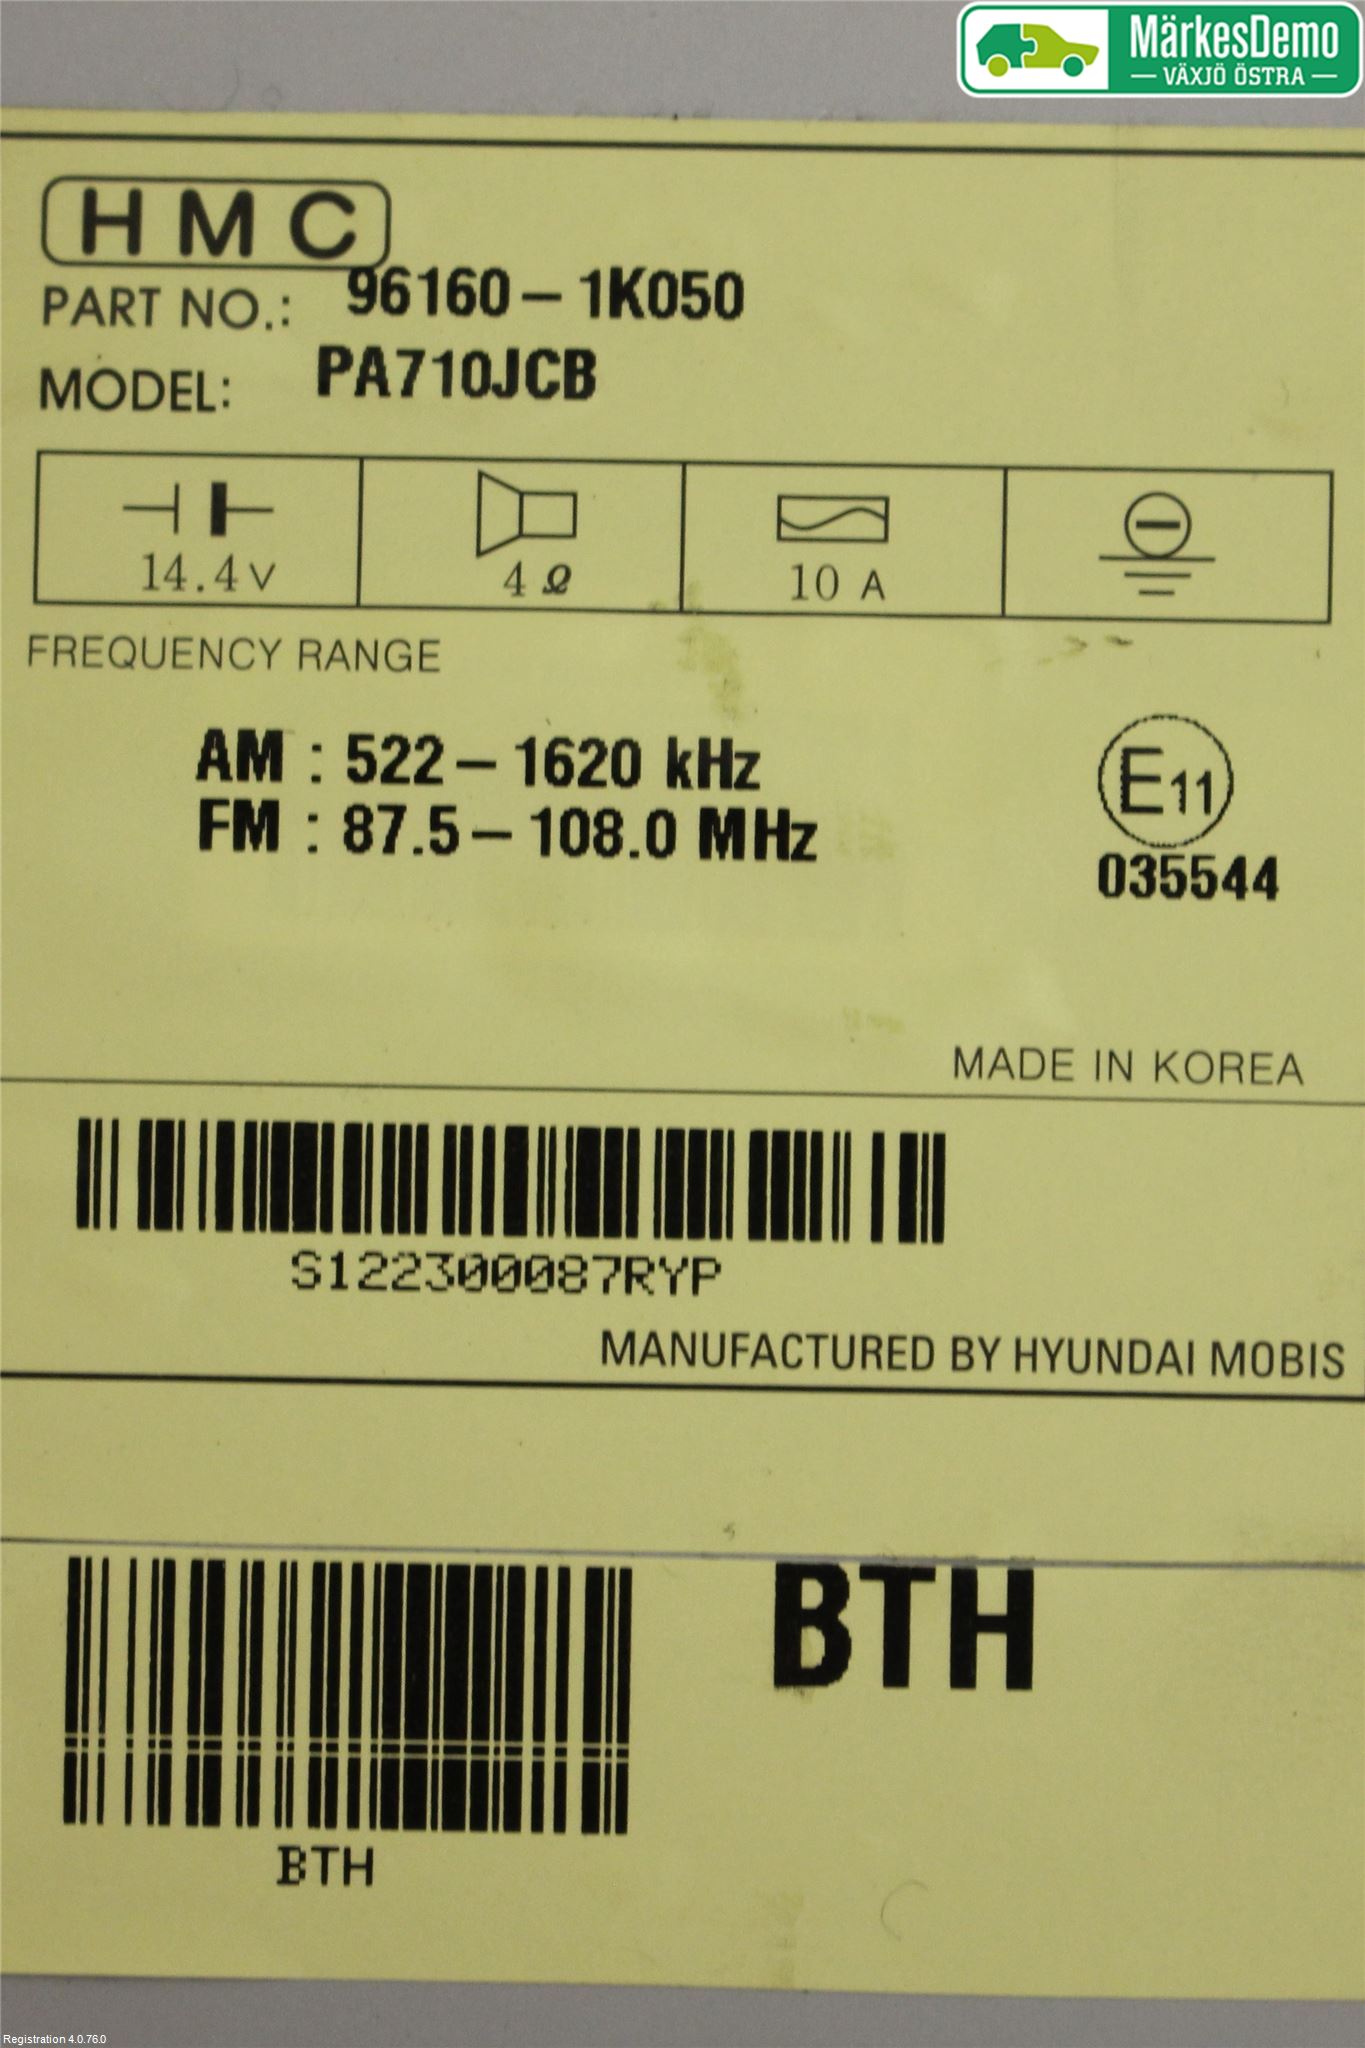 MärkesDemo
VÄXJÖ ÖSTRA
HMC
PART NO.: 96160-1K050
MODEL: PA710JCB
14.4V 4Ω 10 A
FREQUENCY RANGE
AM : 522-1620 kHz
FM : 87.5-108.0 MHz
E11
035544
MADE IN KOREA
S122300087RYP
MANUFACTURED BY HYUNDAI MOBIS
BTH
BTH
Registration 4.0.76.0